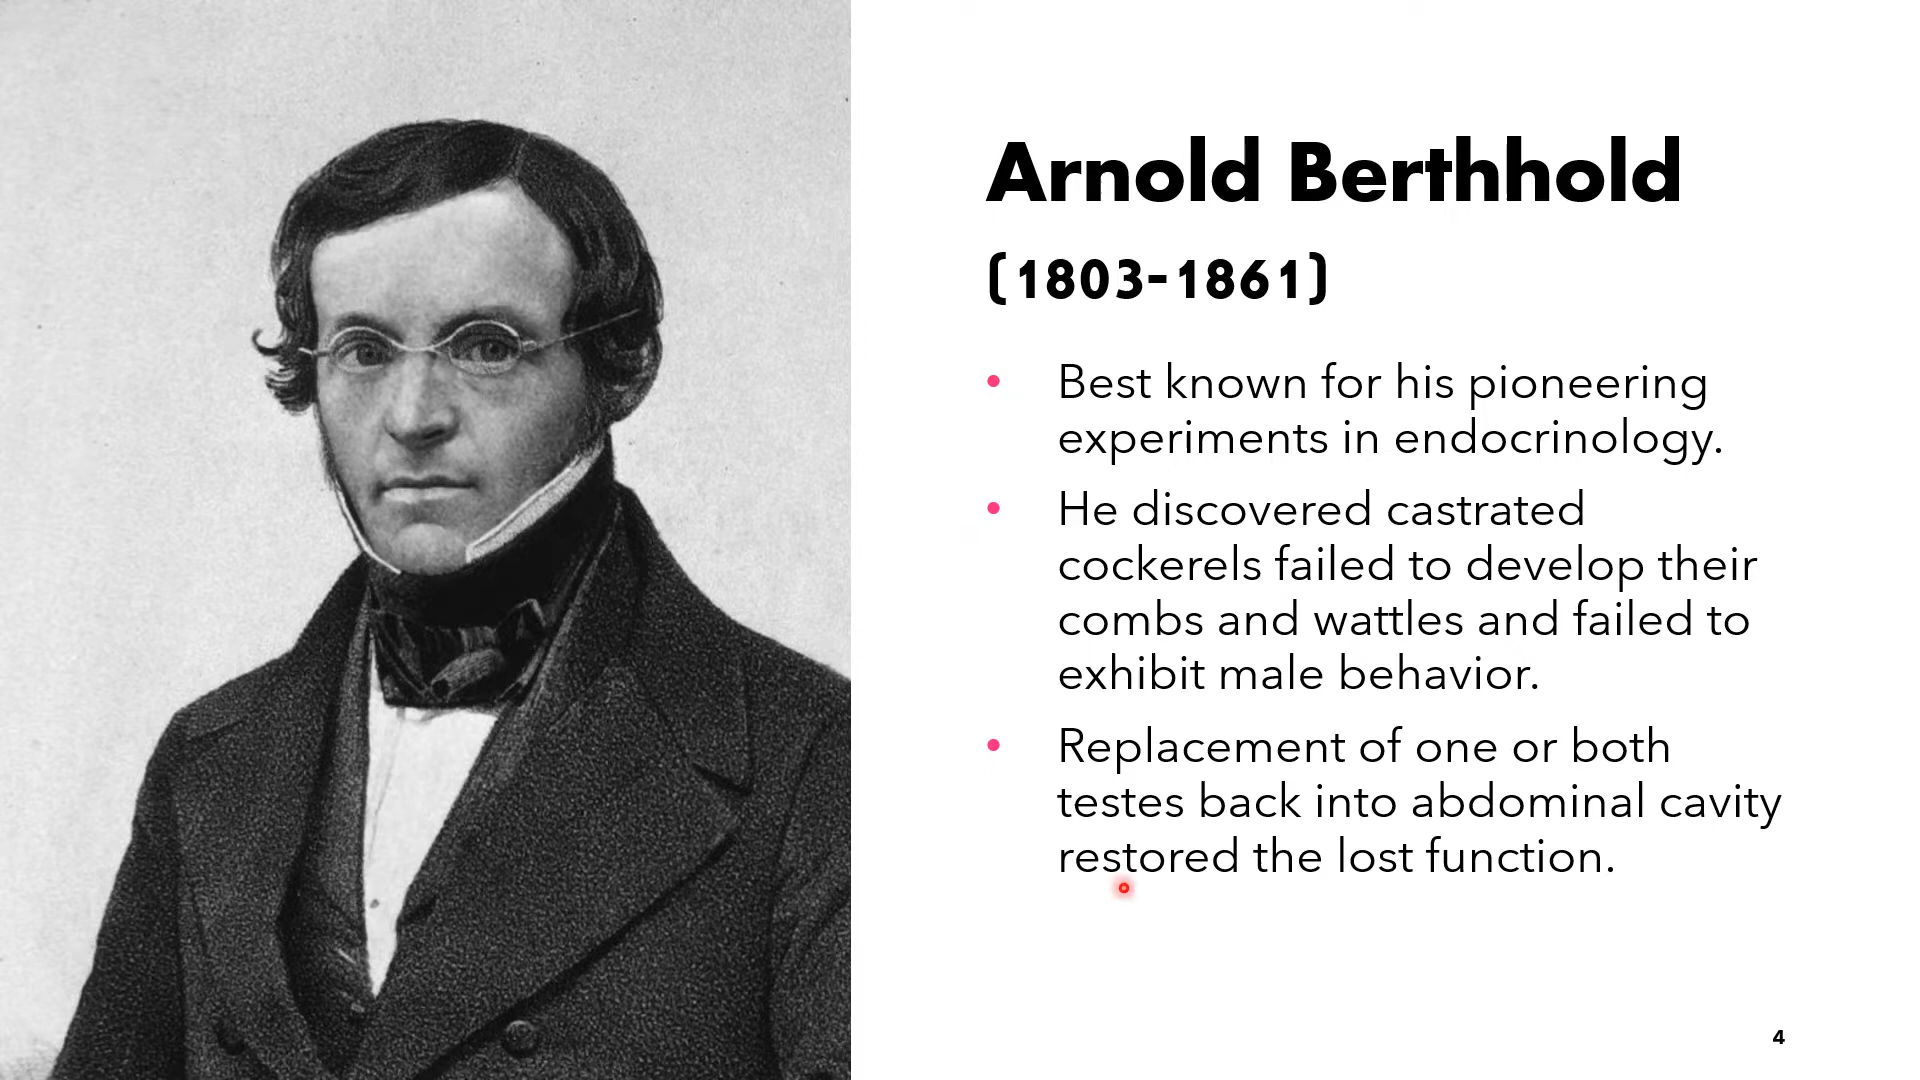 Arnold Berthhold
(1803-1861)
• Best known for his pioneering
experiments in endocrinology.
• He discovered castrated
cockerels failed to develop their
combs and wattles and failed to
exhibit male behavior.
• Replacement of one or both
testes back into abdominal cavity
restored the lost function.
4